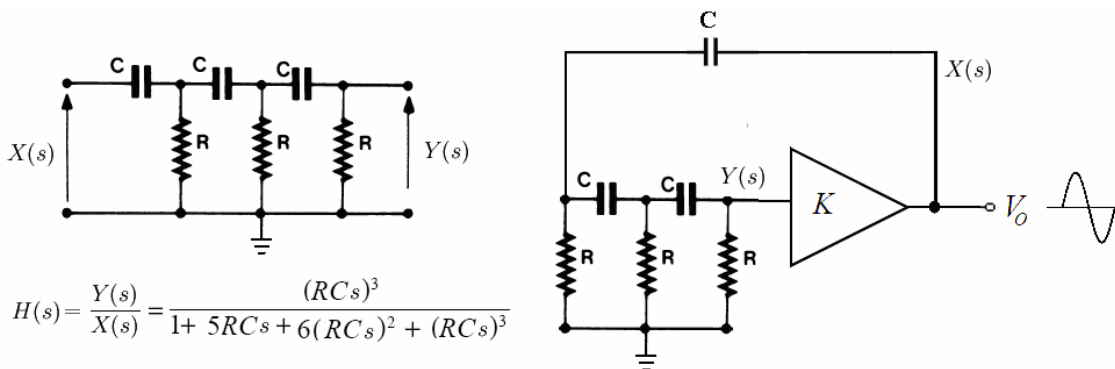 C C C
R R R
X(s) Y(s)
H(s) = Y(s)/X(s) = (RCs)^3 / 1+ 5RCs + 6(RCs)^2 + (RCs)^3
C
X(s)
C C Y(s)
K
V_o
R R R